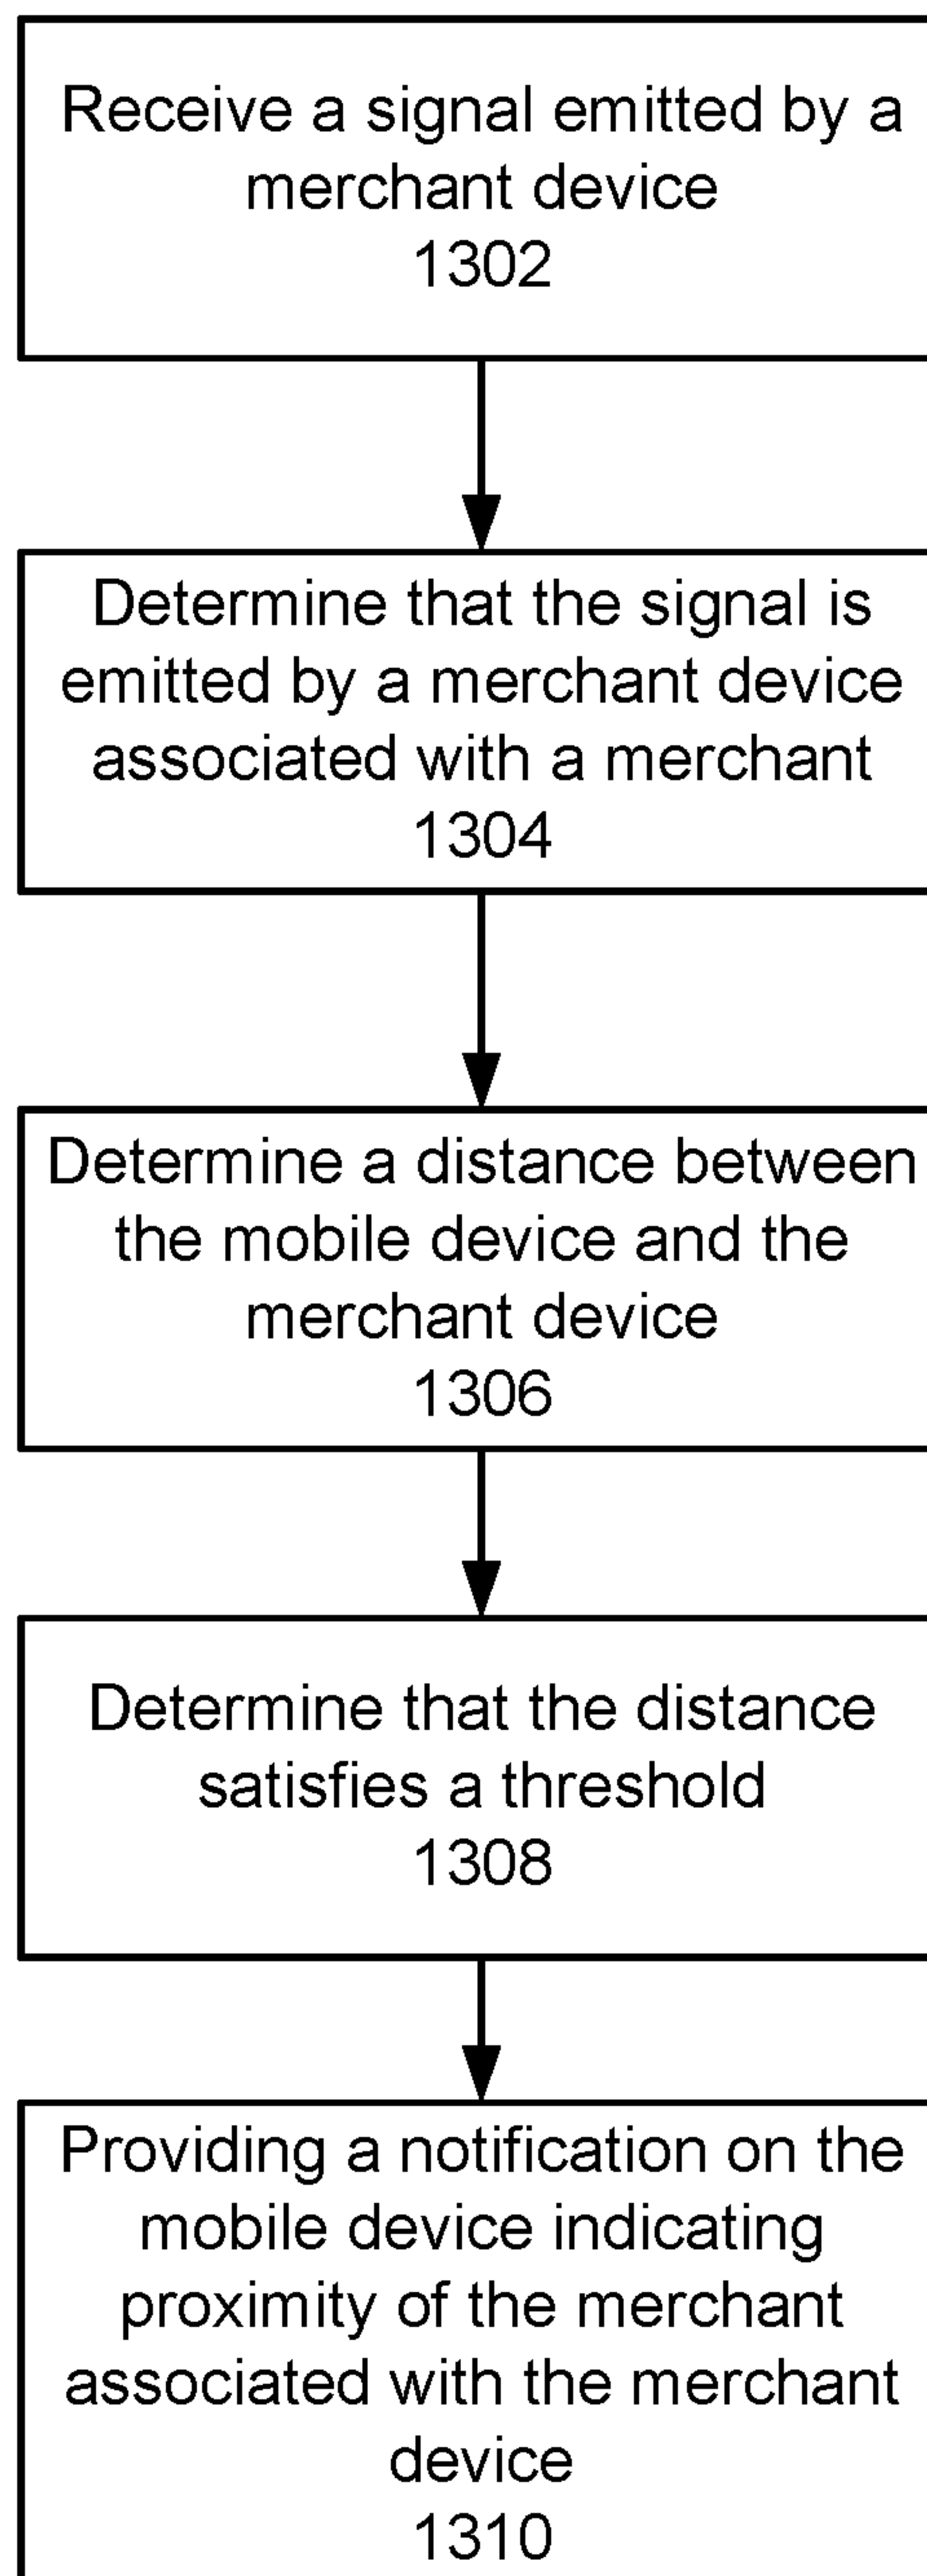 Receive a signal emitted by a
merchant device
1302
Determine that the signal is
emitted by a merchant device
associated with a merchant
1304
Determine a distance between
the mobile device and the
merchant device
1306
Determine that the distance
satisfies a threshold
1308
Providing a notification on the
mobile device indicating
proximity of the merchant
associated with the merchant
device
1310